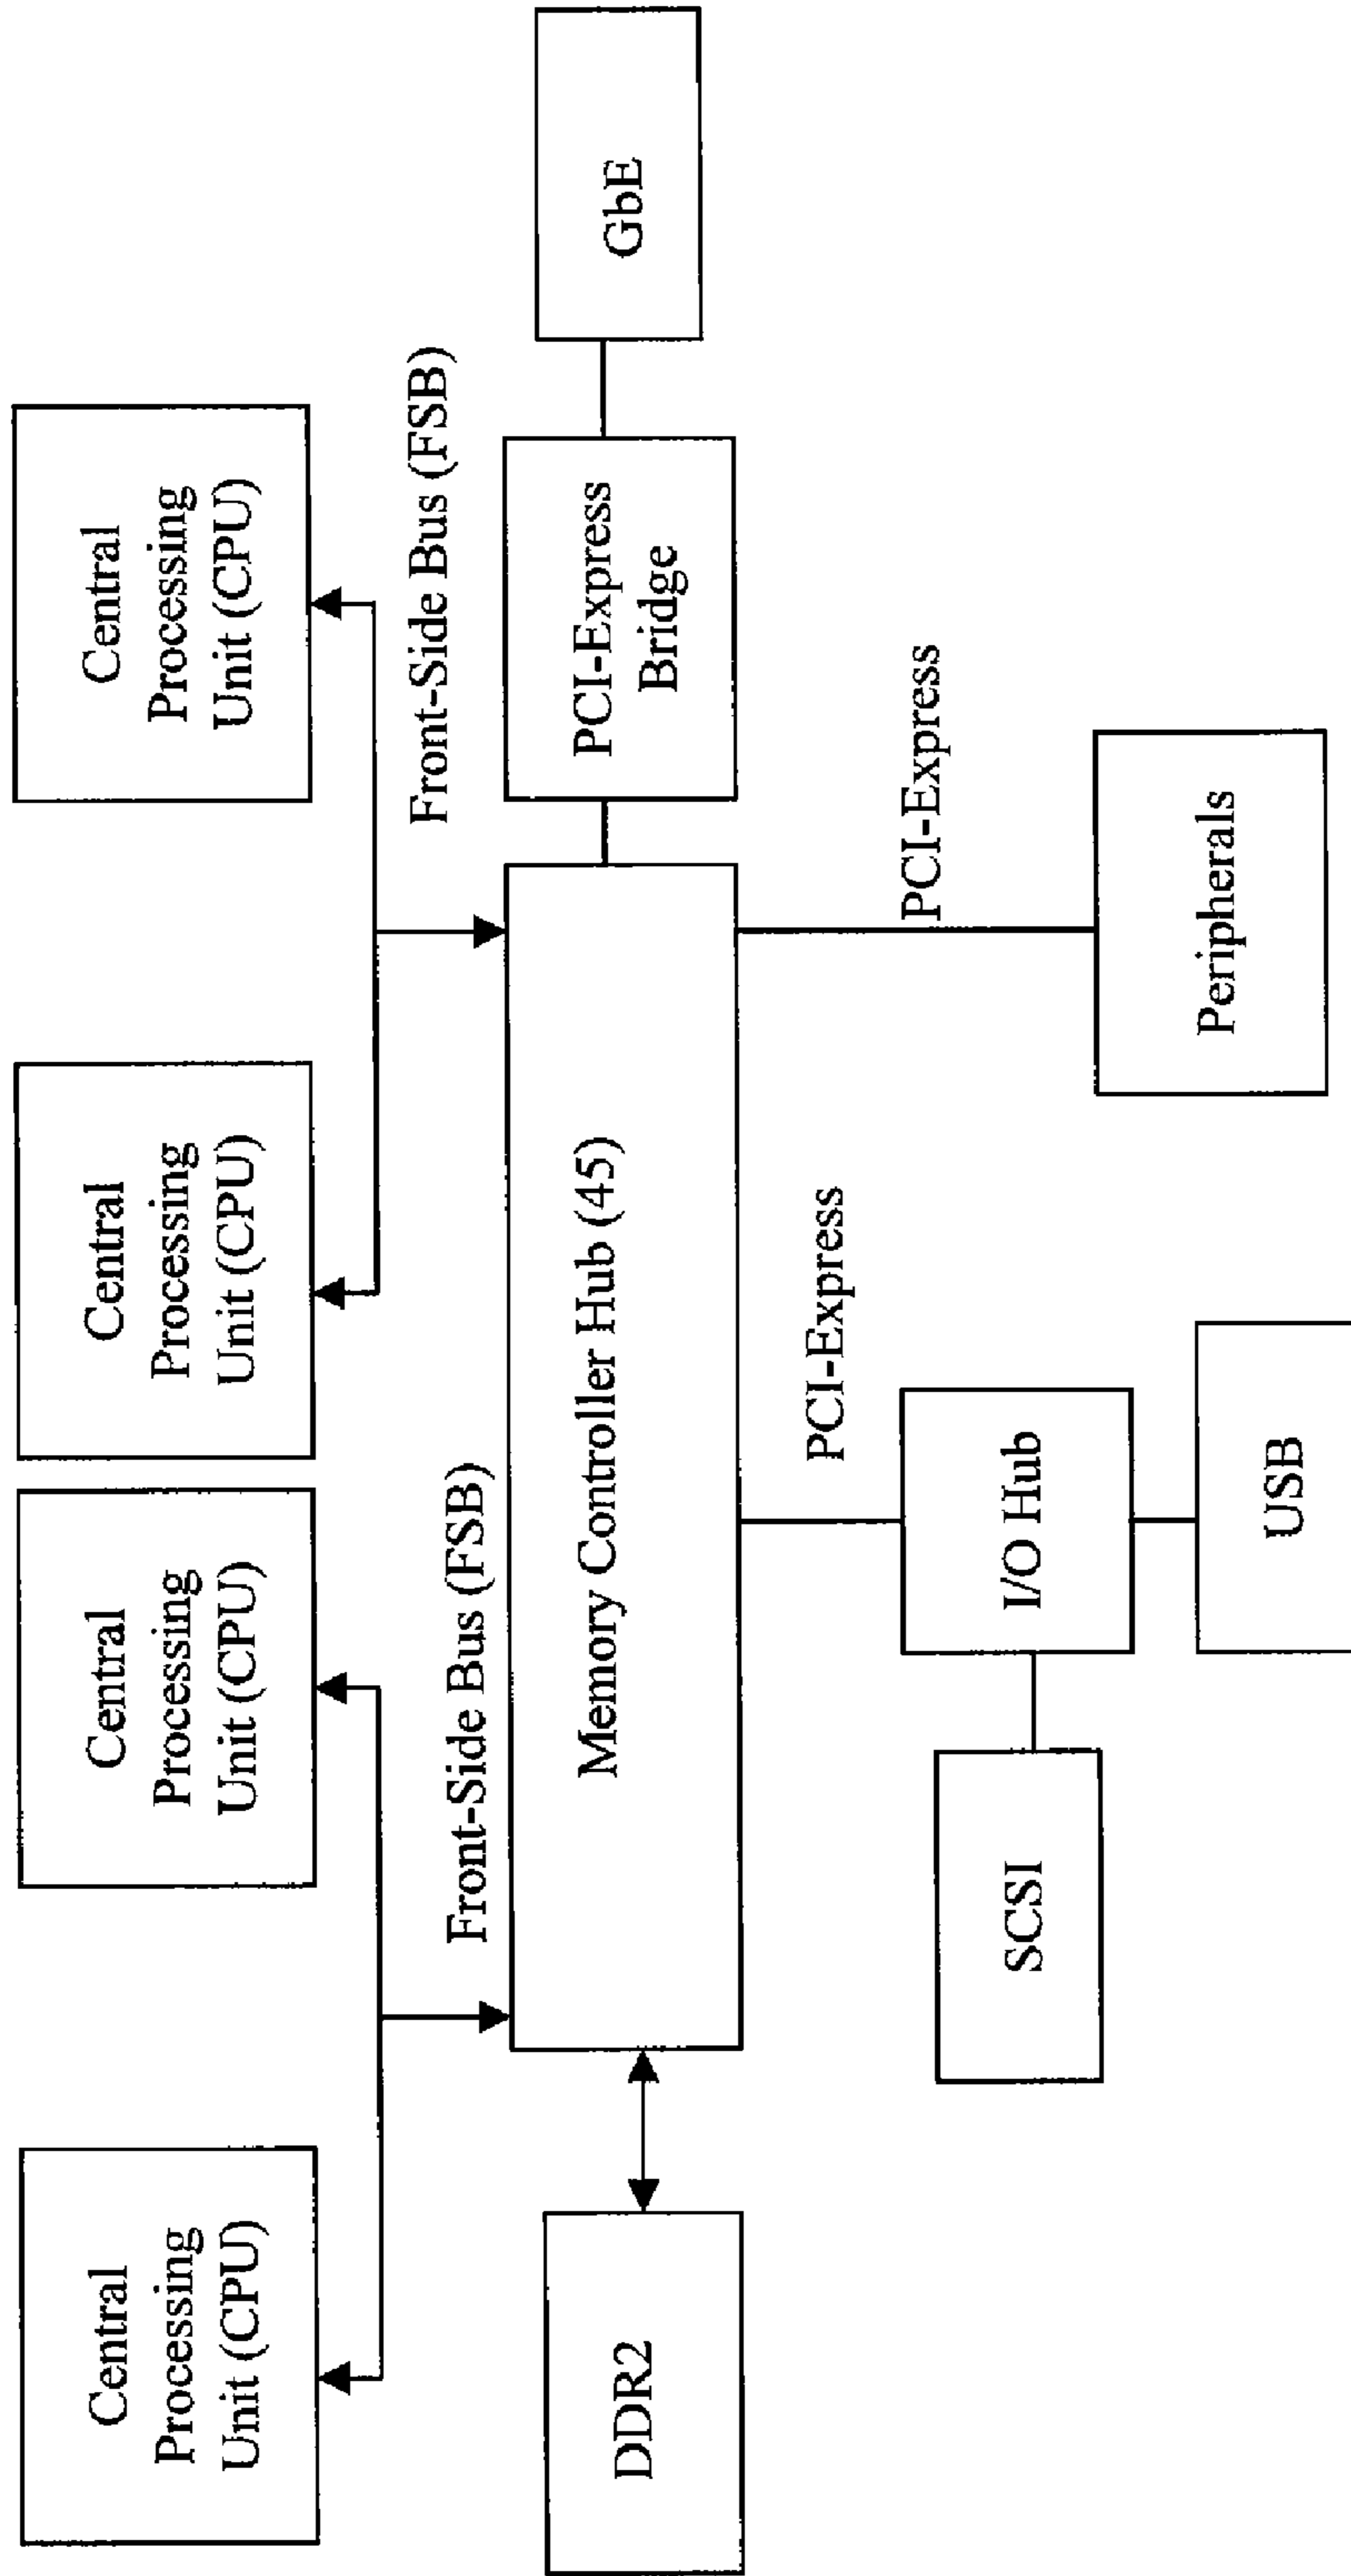 Central
Processing
Unit (CPU)
Central
Processing
Unit (CPU)
Central
Processing
Unit (CPU)
Central
Processing
Unit (CPU)
Front-Side Bus (FSB)
Front-Side Bus (FSB)
DDR2
Memory Controller Hub (45)
PCI-Express
Bridge
GbE
PCI-Express
PCI-Express
SCSI
I/O Hub
Peripherals
USB